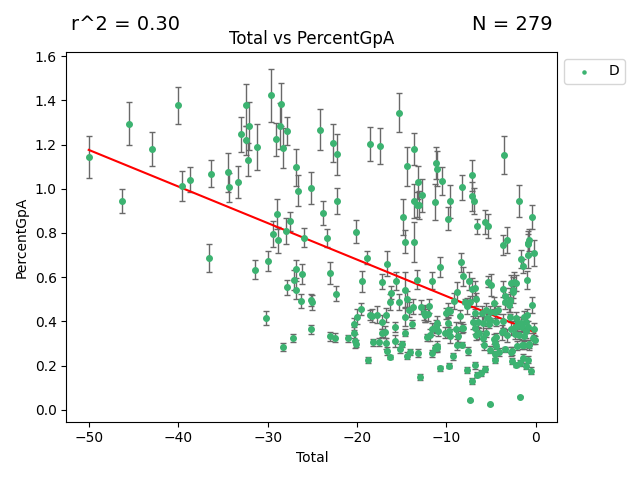 r^2 = 0.30 N = 279
Total vs PercentGpA
D
1.6
1.4
1.2
1.0
0.8
0.6
0.4
0.2
0.0
PercentGpA
−50 −40 −30 −20 −10 0
Total